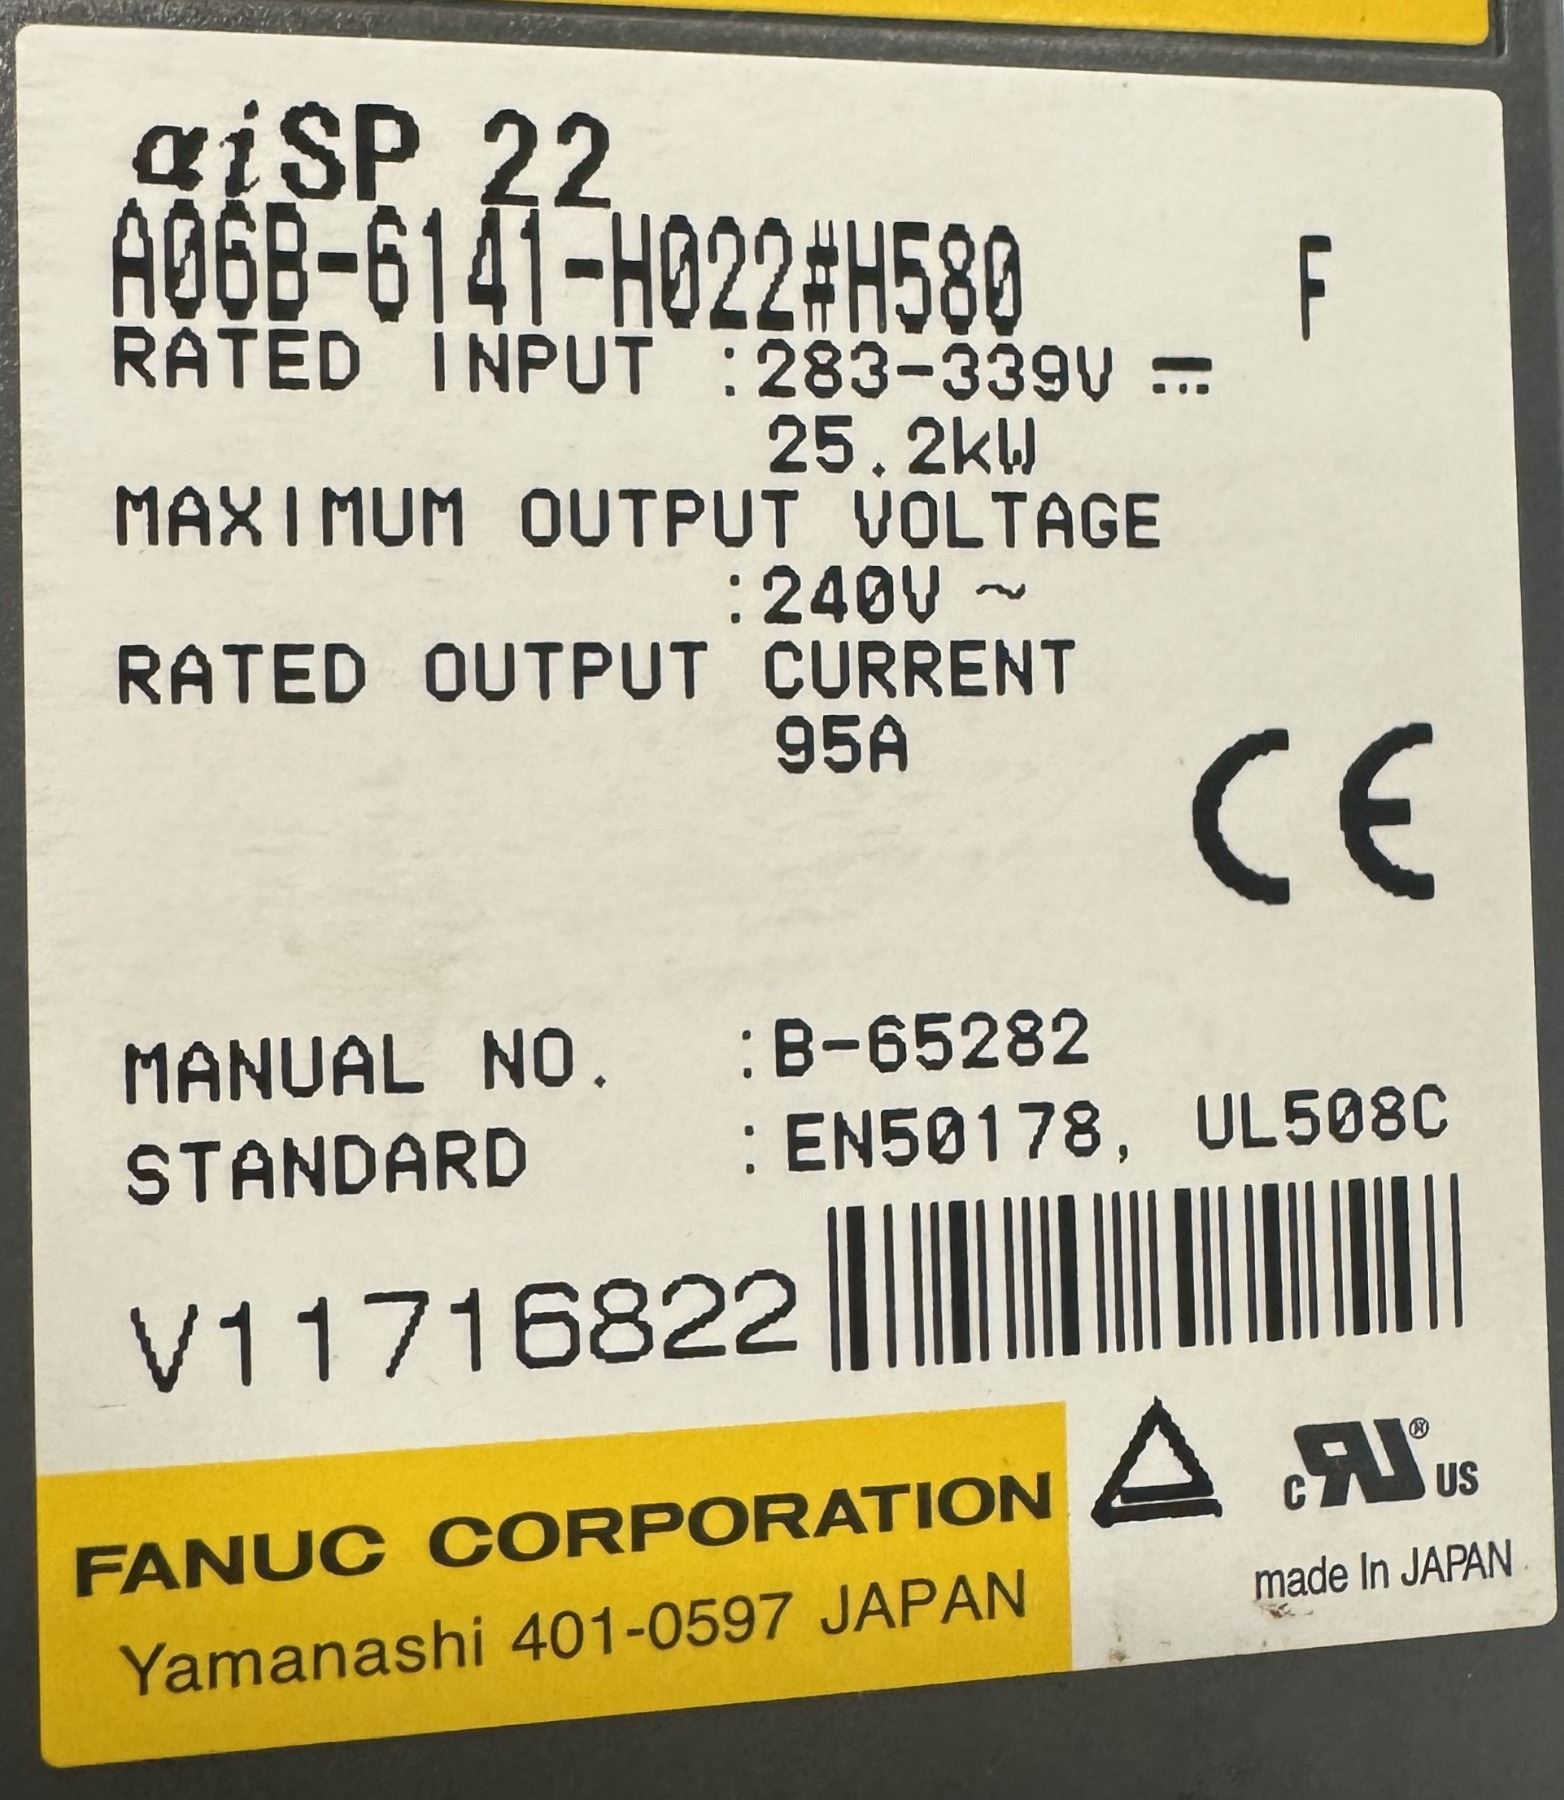 αiSP 22
A06B-6141-H022#H580 F
RATED INPUT :283-339V ⎓
25.2kW
MAXIMUM OUTPUT VOLTAGE
:240V ~
RATED OUTPUT CURRENT
95A
CE
MANUAL NO. :B-65282
STANDARD :EN50178, UL508C
V11716822
FANUC CORPORATION
Yamanashi 401-0597 JAPAN
c RU ® US
made In JAPAN